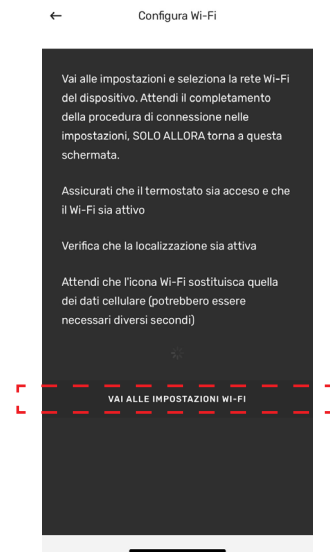 Configura Wi-Fi
Vai alle impostazioni e seleziona la rete Wi-Fi
del dispositivo. Attendi il completamento
della procedura di connessione nelle
impostazioni, SOLO ALLORA torna a questa
schermata.
Assicurati che il termostato sia acceso e che
il Wi-Fi sia attivo
Verifica che la localizzazione sia attiva
Attendi che l'icona Wi-Fi sostituisca quella
dei dati cellulare (potrebbero essere
necessari diversi secondi)
VAI ALLE IMPOSTAZIONI WI-FI